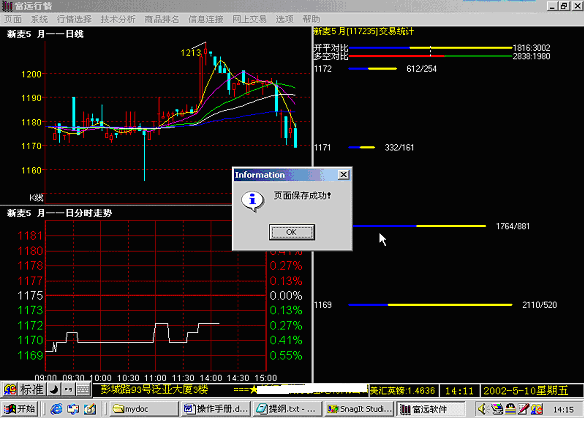 富远行情
页面 系统 行情选择 技术分析 商品排名 信息连接 网上交易 选项 帮助
新麦5 月——日线
1213
1200
1190
1180
1170
1160
K线
新麦5 月——日分时走势
1181
1178
1177
1175
1173
1172
1170
1169
0.41%
0.27%
0.13%
0.00%
0.13%
0.27%
0.41%
0.55%
09:00 09:30 10:00 10:30 11:00 11:30 14:00 14:30 15:00
新麦5月[117235]交易统计
开平对比 1816:3002
多空对比 2838:1980
1172 612/254
1171 332/161
1764/881
1169 2110/520
Information
页面保存成功!
OK
标准
彭城路93号泛亚大厦9楼 ===★
美汇英镑:1.4636
14:11
2002-5-10星期五
开始
mydoc
操作手册.d...
提纲.txt - ...
SnagIt Studi...
富远软件
14:15